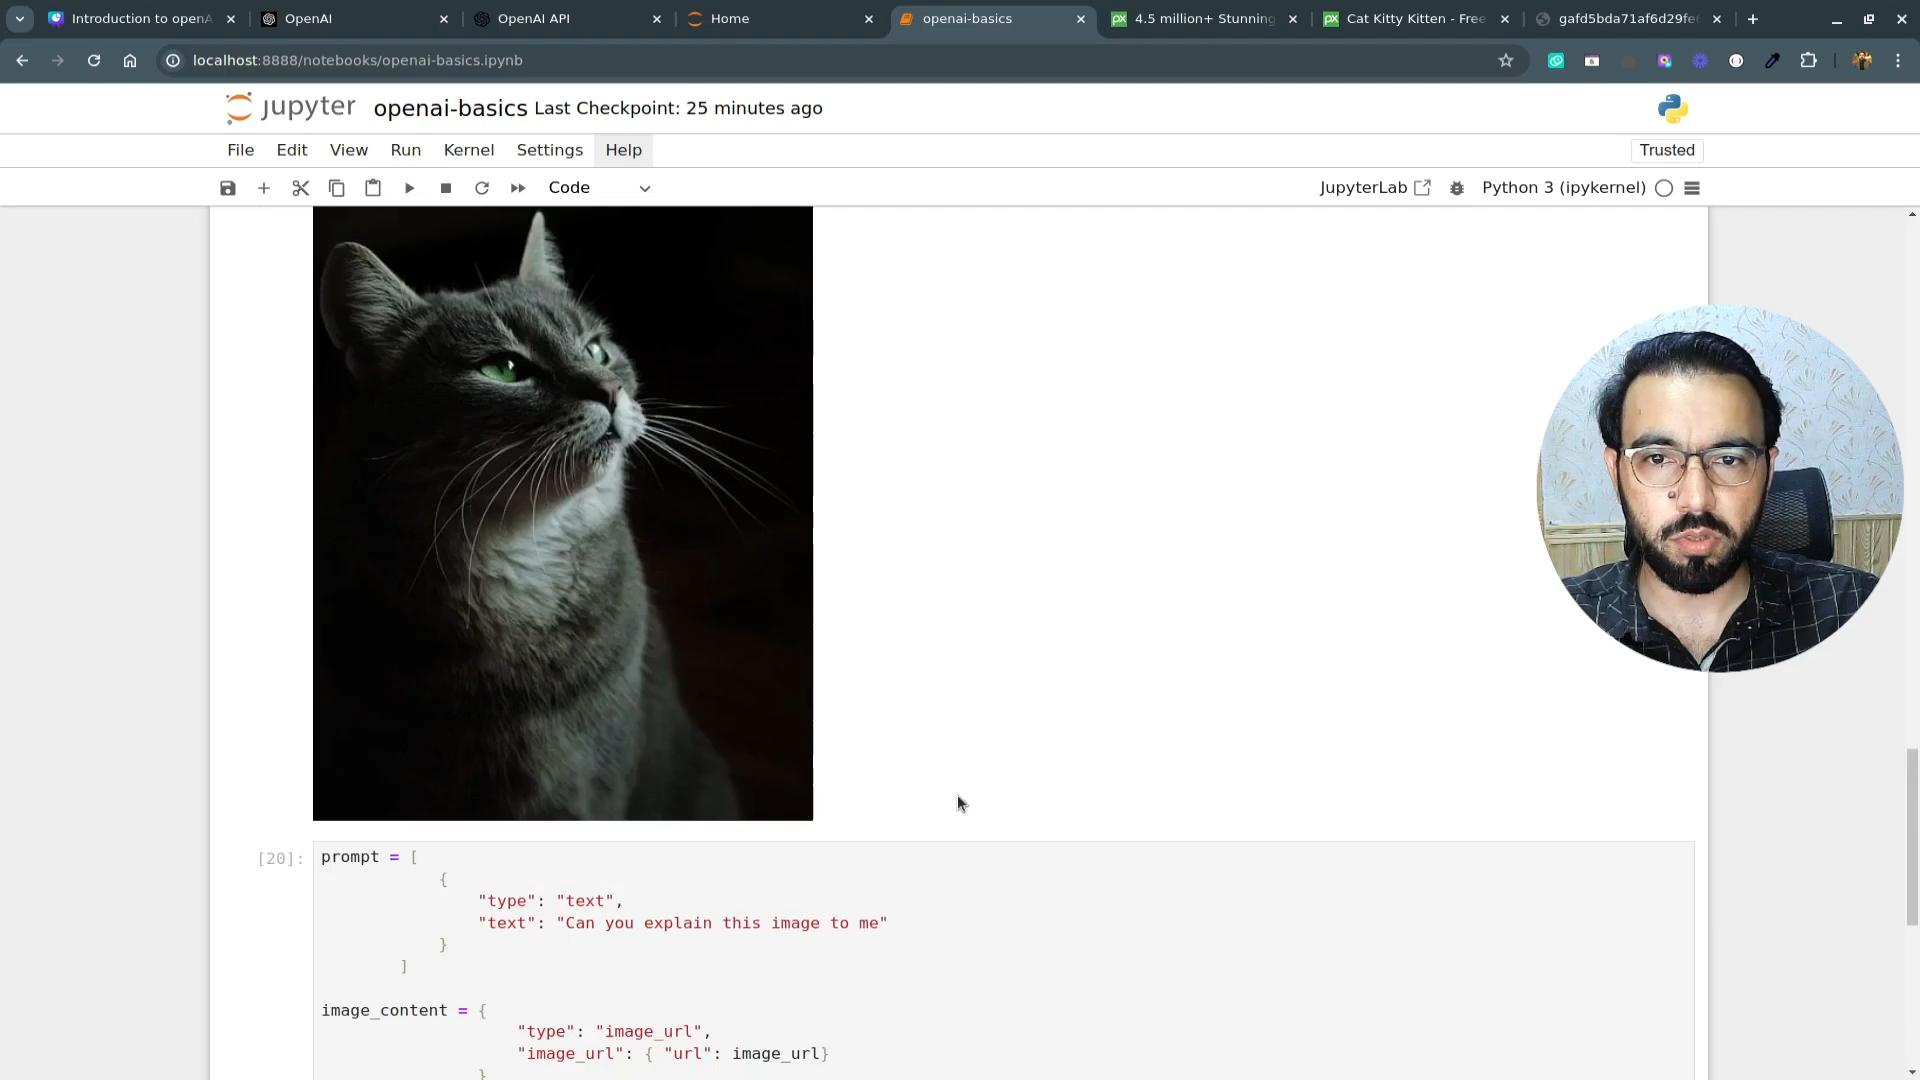 Introduction to openA
OpenAI
OpenAI API
Home
openai-basics
4.5 million+ Stunning
Cat Kitty Kitten - Free
gafd5bda71af6d29fe
localhost:8888/notebooks/openai-basics.ipynb
jupyter openai-basics Last Checkpoint: 25 minutes ago
File Edit View Run Kernel Settings Help
Trusted
Code
JupyterLab
Python 3 (ipykernel)
[20]:
prompt = [
{
"type": "text",
"text": "Can you explain this image to me"
}
]
image_content = {
"type": "image_url",
"image_url": { "url": image_url}
}